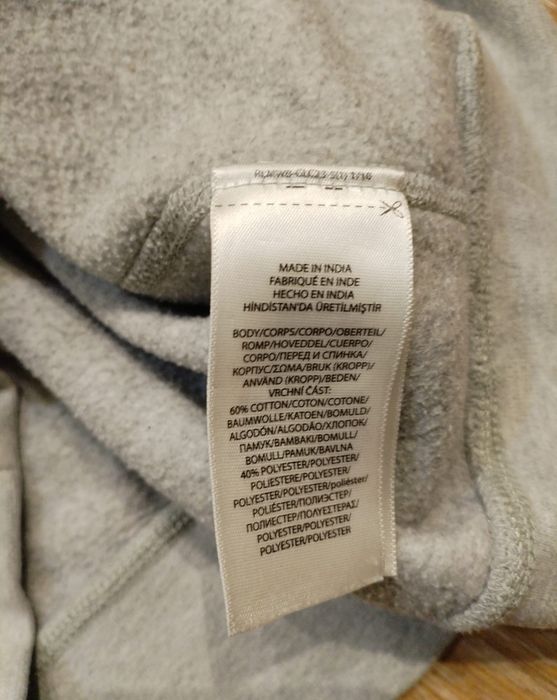 MADE IN INDIA
FABRIQUÉ EN INDE
HECHO EN INDIA
HİNDİSTAN'DA ÜRETİLMİŞTİR
BODY/CORPS/CORPO/OBERTEIL/
ROMP/HOVEDDEL/CUERPO/
CORPO/ПЕРЕД И СПИНКА/
КОРПУС/ΣΩΜΑ/BRUK (KROPP)/
ANVÄND (KROPP)/BEDEN/
VRCHNÍ ČÁST:
60% COTTON/COTON/COTONE/
BAUMWOLLE/KATOEN/BOMULD/
ALGODÓN/ALGODÃO/ХЛОПОК/
ПАМУК/ΒΑΜΒΑΚΙ/BOMULL/
BOMULL/PAMUK/BAVLNA
40% POLYESTER/POLYESTER/
POLIESTERE/POLYESTER/
POLYESTER/POLYESTER/poliéster/
POLIÉSTER/ПОЛИЭСТЕР/
ПОЛИЕСТЕР/ΠΟΛΥΕΣΤΕΡΑΣ/
POLYESTER/POLYESTER/
POLYESTER/POLYESTER